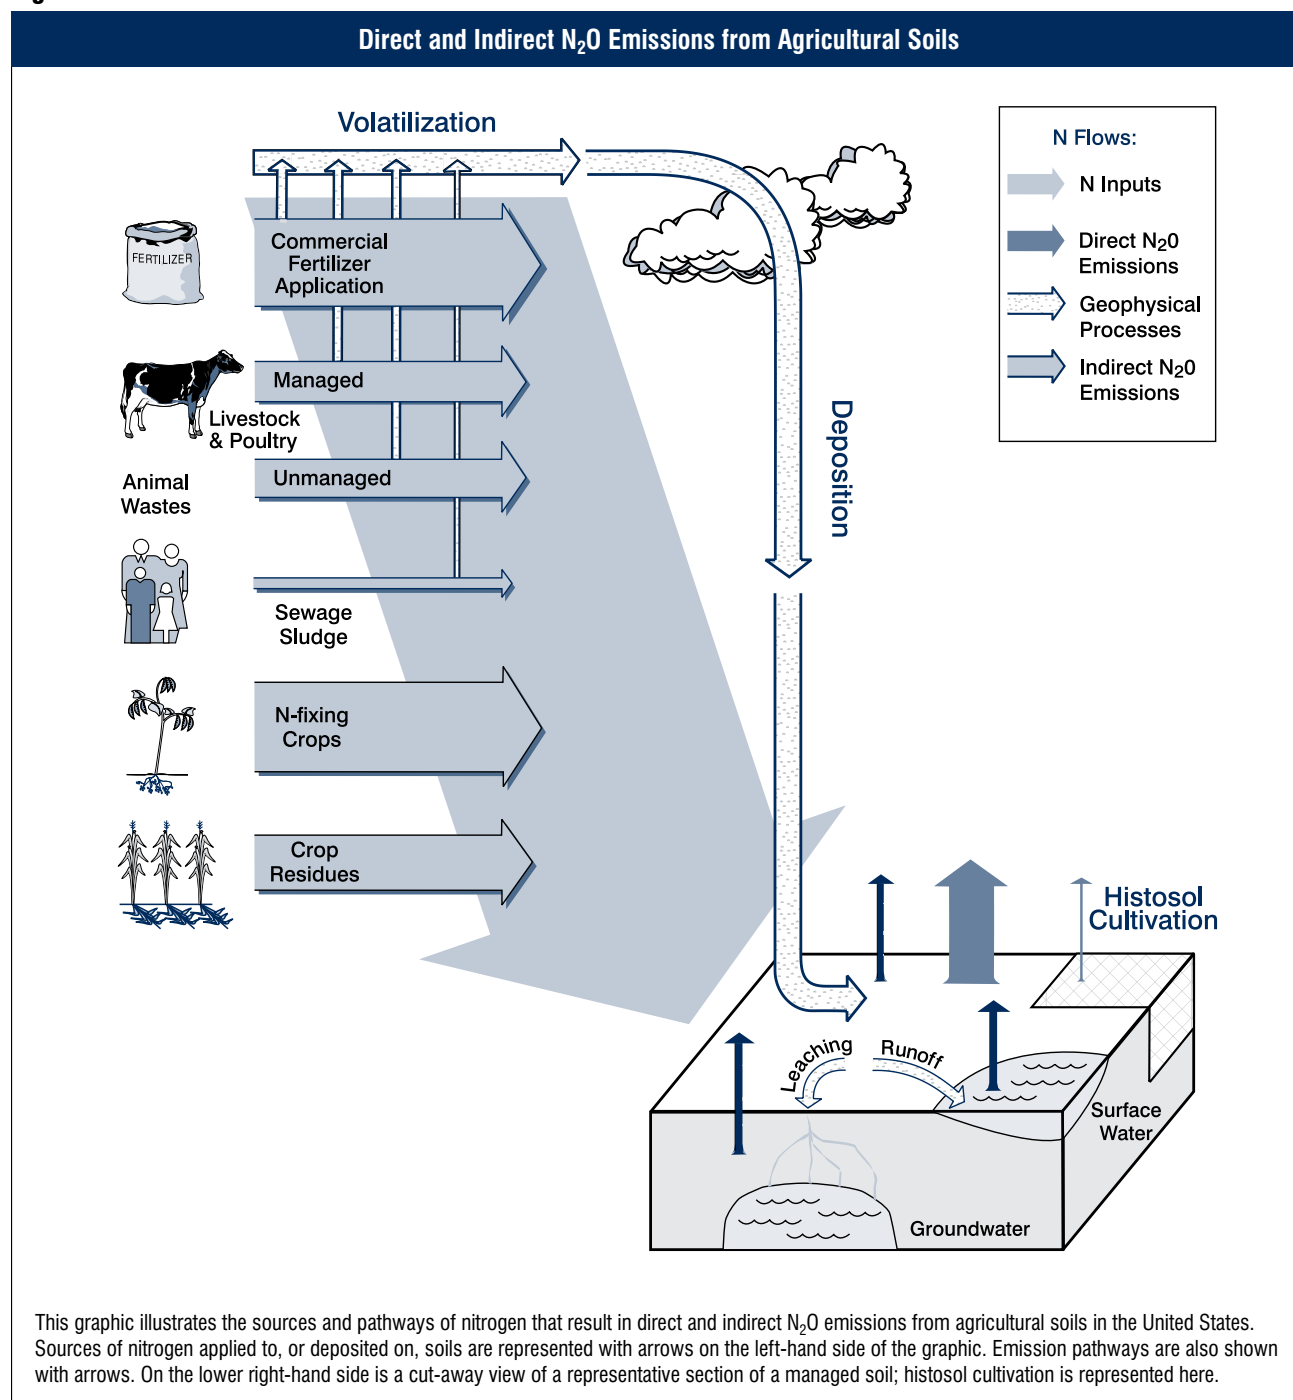 Direct and Indirect N₂O Emissions from Agricultural Soils
Volatilization
N Flows:
N Inputs
Direct N₂0
Emissions
Geophysical
Processes
Indirect N₂0
Emissions
FERTILIZER
Commercial
Fertilizer
Application
Managed
Livestock
& Poultry
Unmanaged
Animal
Wastes
Sewage
Sludge
N-fixing
Crops
Crop
Residues
Deposition
Histosol
Cultivation
Leaching
Runoff
Surface
Water
Groundwater
This graphic illustrates the sources and pathways of nitrogen that result in direct and indirect N₂O emissions from agricultural soils in the United States.
Sources of nitrogen applied to, or deposited on, soils are represented with arrows on the left-hand side of the graphic. Emission pathways are also shown
with arrows. On the lower right-hand side is a cut-away view of a representative section of a managed soil; histosol cultivation is represented here.